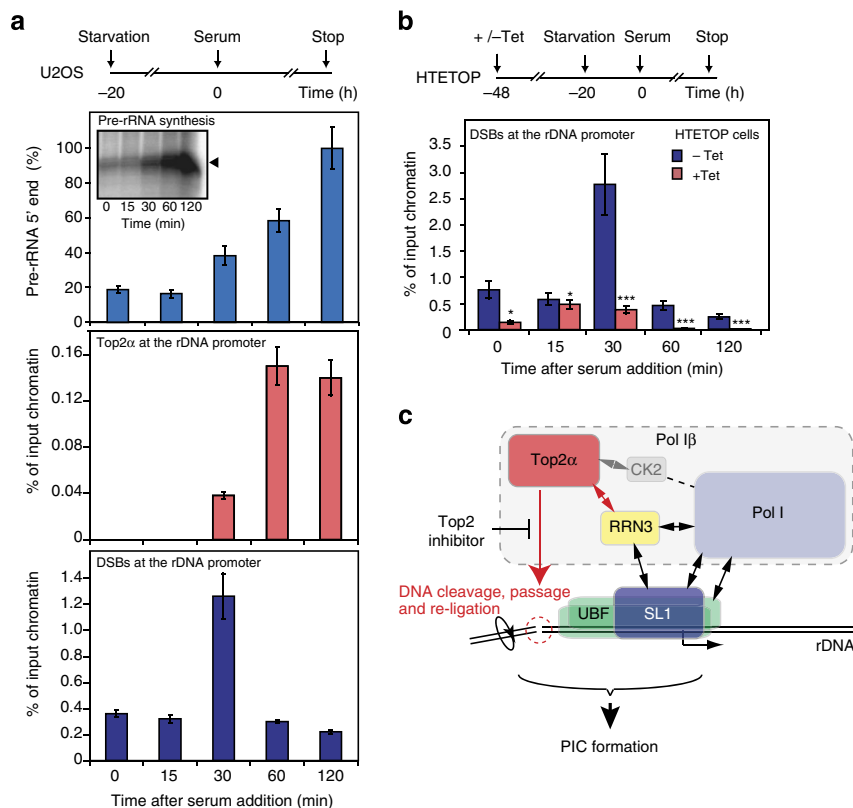 a
Starvation Serum Stop
U2OS
–20 0 Time (h)
Pre-rRNA 5′ end (%)
100
80
60
40
20
0
Pre-rRNA synthesis
0 15 30 60 120
Time (min)
% of input chromatin
0.16
0.12
0.08
0.04
0
Top2α at the rDNA promoter
% of input chromatin
1.4
1.2
1.0
0.8
0.6
0.4
0.2
0
DSBs at the rDNA promoter
0 15 30 60 120
Time after serum addition (min)
b
+ /–Tet Starvation Serum Stop
HTETOP
–48 –20 0 Time (h)
% of input chromatin
3.5
3.0
2.5
2.0
1.5
1.0
0.5
0
DSBs at the rDNA promoter
HTETOP cells
– Tet
+Tet
* * *** *** ***
0 15 30 60 120
Time after serum addition (min)
c
Pol Iβ
Top2α
CK2
Pol I
RRN3
Top2
inhibitor
DNA cleavage, passage
and re-ligation
UBF SL1
rDNA
PIC formation